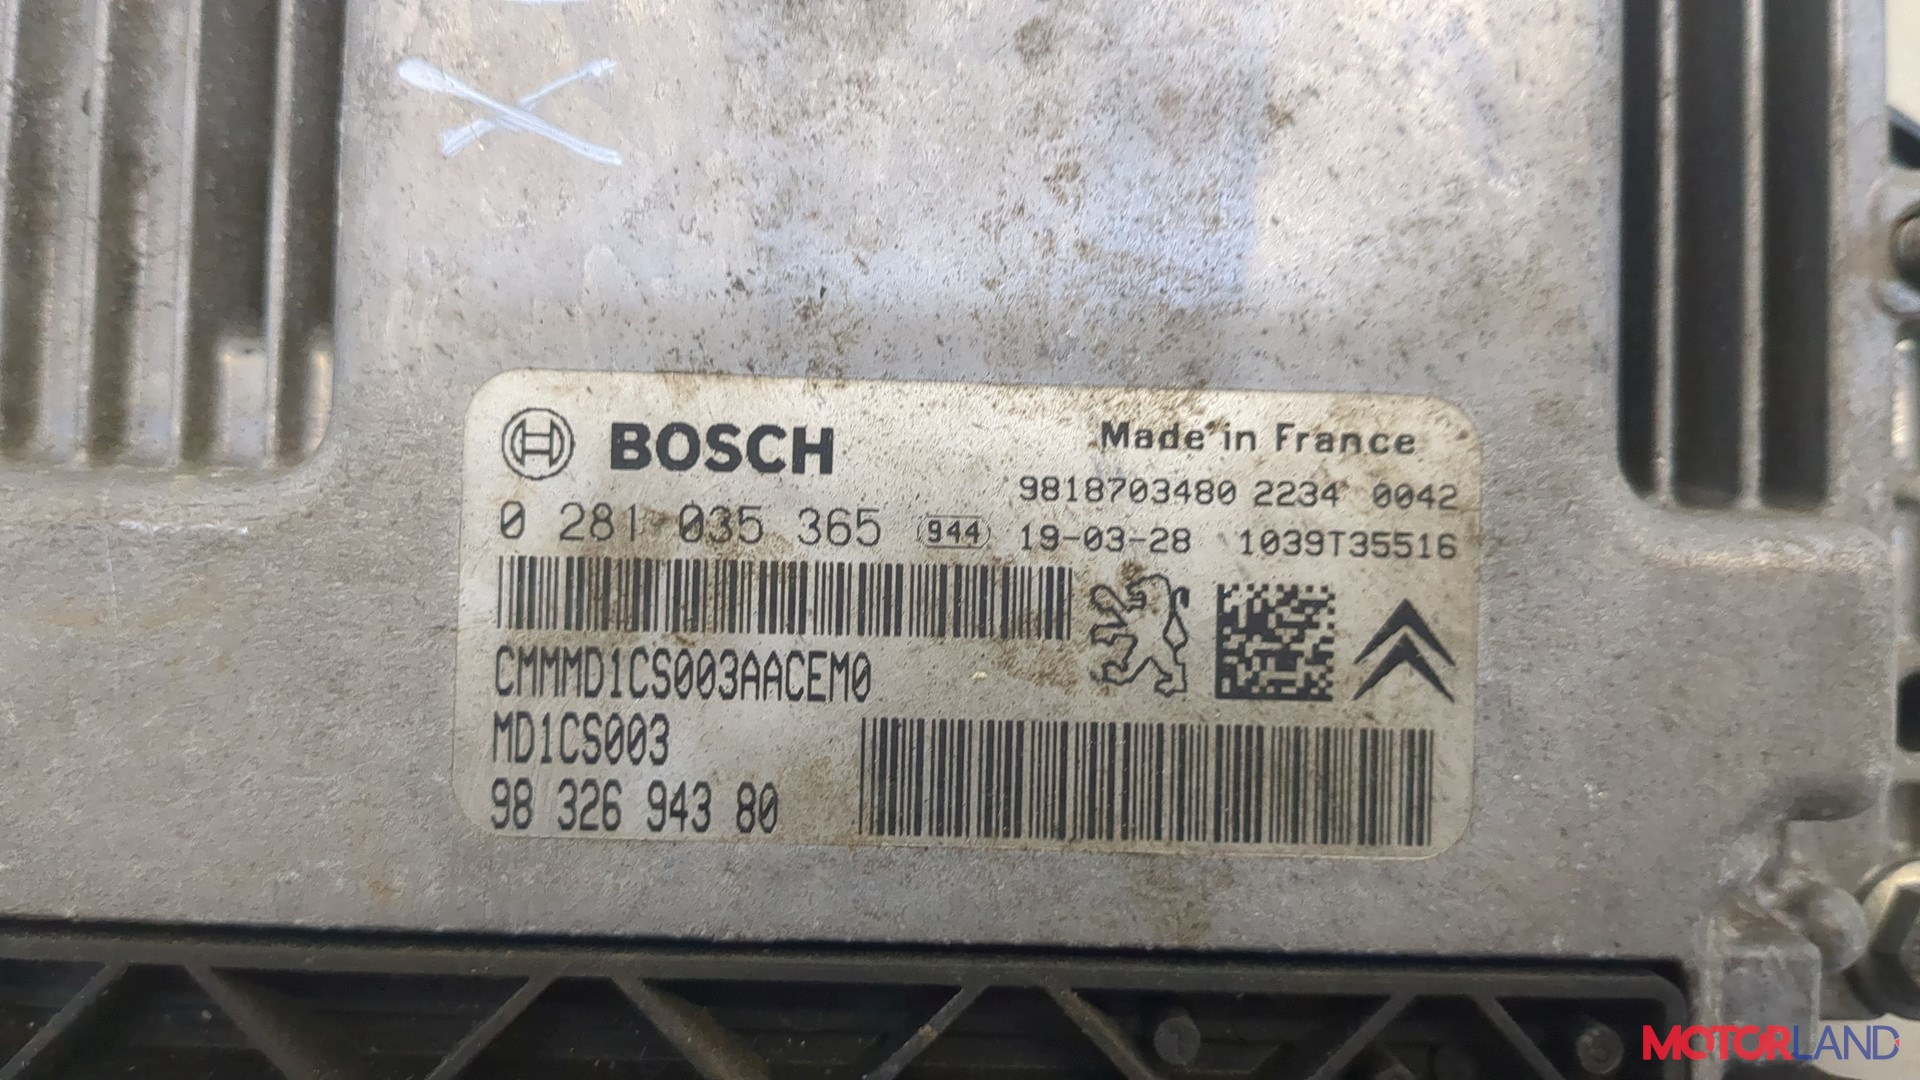 BOSCH
Made in France
9818703480 2234 0042
0 281 035 365 944 19-03-28 1039T35516
CMMMD1CS003AACEM0
MD1CS003
98 326 943 80
MOTORLAND